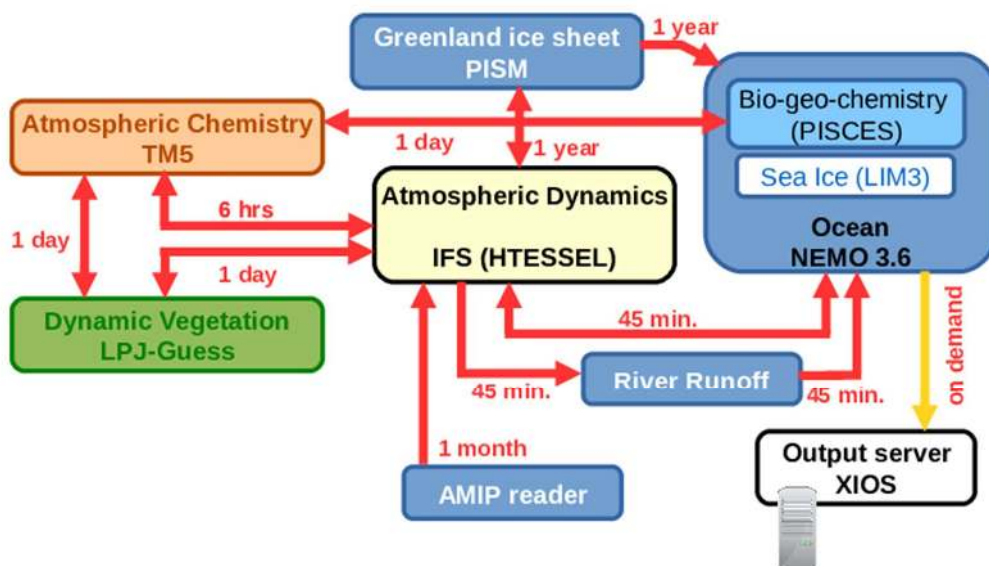 Greenland ice sheet
PISM
1 year
Bio-geo-chemistry
(PISCES)
Sea Ice (LIM3)
Ocean
NEMO 3.6
Atmospheric Chemistry
TM5
1 day
1 year
Atmospheric Dynamics
IFS (HTESSEL)
6 hrs
1 day
1 day
Dynamic Vegetation
LPJ-Guess
45 min.
on demand
River Runoff
45 min.
45 min.
1 month
AMIP reader
Output server
XIOS